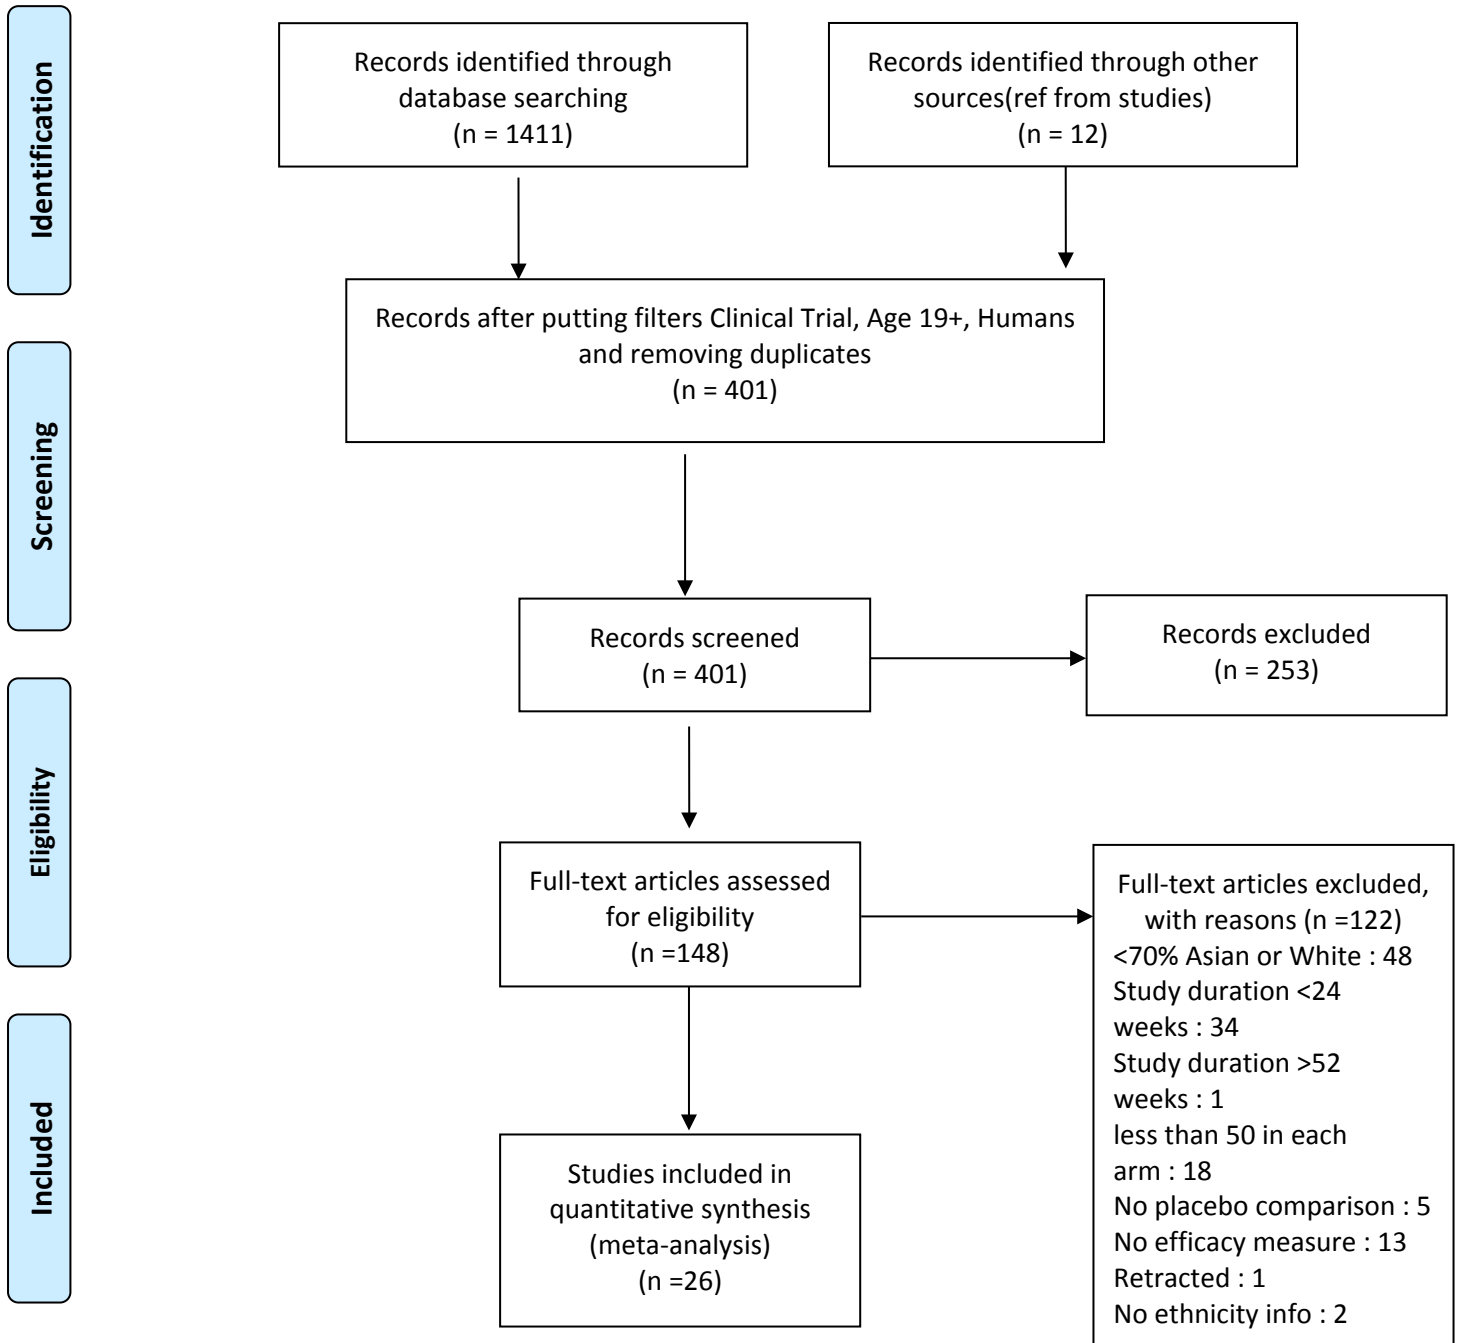 Identification
Records identified through
database searching
(n = 1411)
Records identified through other
sources(ref from studies)
(n = 12)
Records after putting filters Clinical Trial, Age 19+, Humans
and removing duplicates
(n = 401)
Screening
Records screened
(n = 401)
Records excluded
(n = 253)
Eligibility
Full-text articles assessed
for eligibility
(n =148)
Full-text articles excluded,
with reasons (n =122)
<70% Asian or White : 48
Study duration <24
weeks : 34
Study duration >52
weeks : 1
less than 50 in each
arm : 18
No placebo comparison : 5
No efficacy measure : 13
Retracted : 1
No ethnicity info : 2
Included
Studies included in
quantitative synthesis
(meta-analysis)
(n =26)